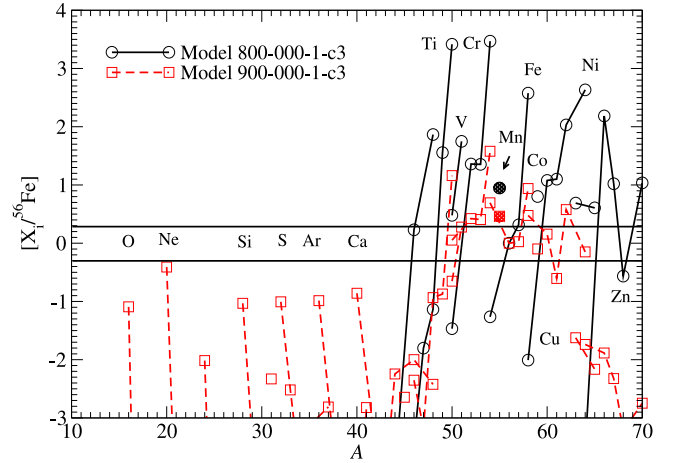 4
3
2
1
0
-1
-2
-3
[Xᵢ/⁵⁶Fe]
Model 800-000-1-c3
Model 900-000-1-c3
Ti
Cr
V
Fe
Ni
Mn
Co
O
Ne
Si
S
Ar
Ca
Zn
Cu
10
20
30
40
50
60
70
A